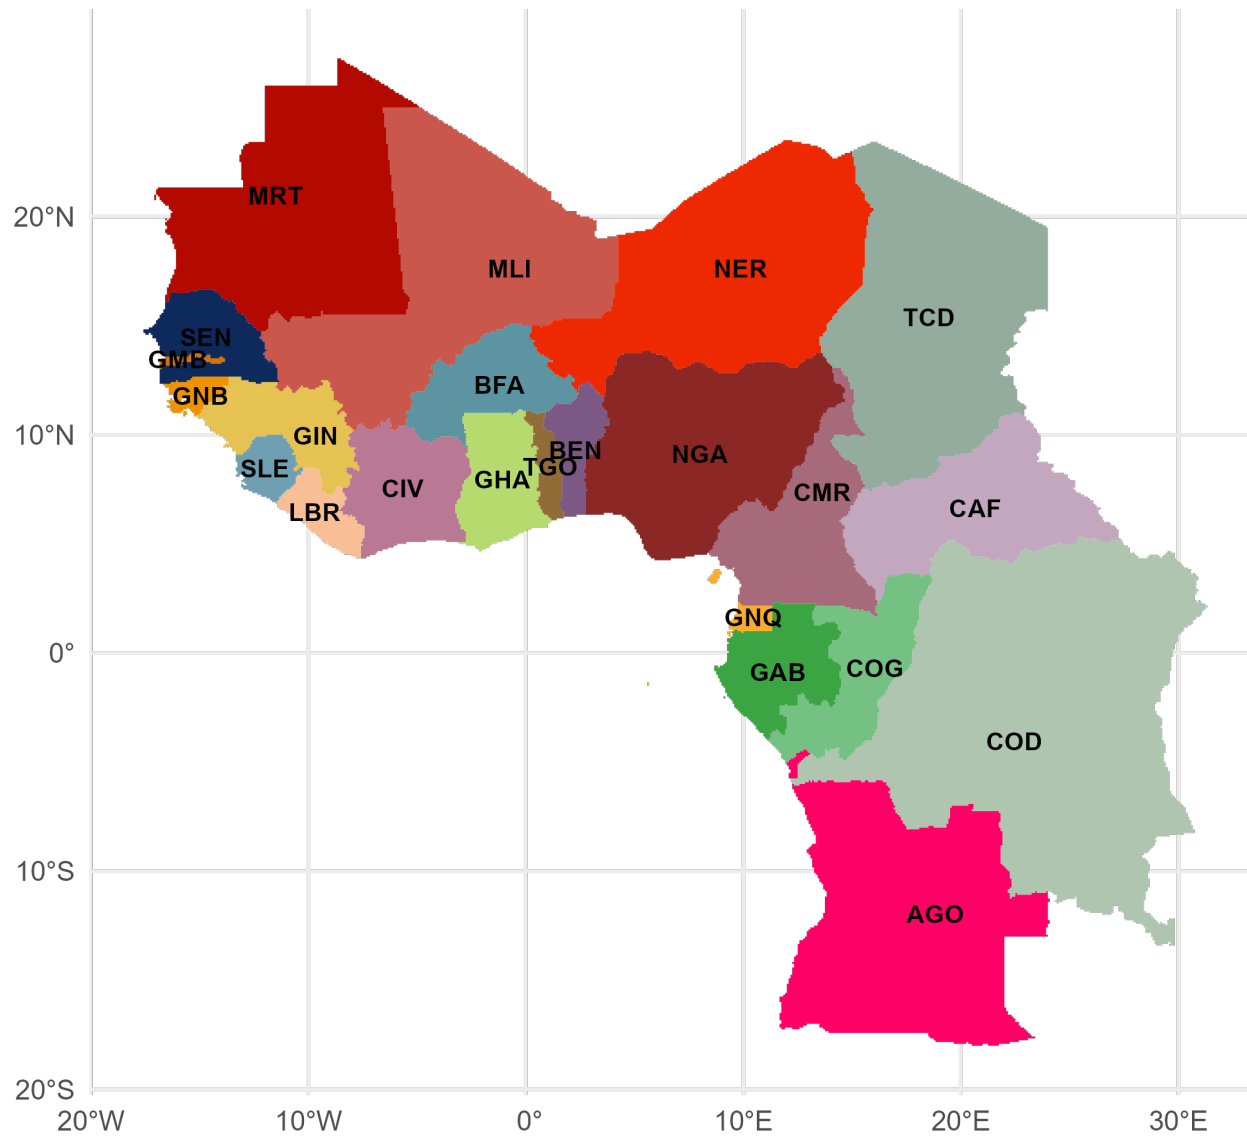 MRT
20°N
MLI
NER
TCD
SEN
GMB
BFA
GNB
10°N
GIN
BEN
NGA
TGO
SLE
GHA
CIV
CMR
CAF
LBR
GNQ
0°
COG
GAB
COD
10°S
AGO
20°S
20°W
10°W
0°
10°E
20°E
30°E